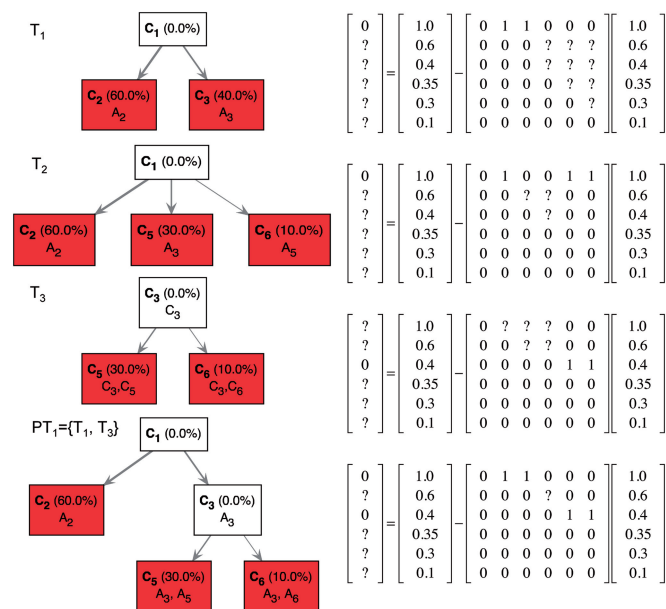 T₁
C₁ (0.0%)
C₂ (60.0%)
A₂
C₃ (40.0%)
A₃
0 1.0 0 1 1 0 0 0 1.0
? 0.6 0 0 0 ? ? ? 0.6
? = 0.4 − 0 0 0 ? ? ? 0.4
? 0.35 0 0 0 0 ? ? 0.35
? 0.3 0 0 0 0 0 ? 0.3
? 0.1 0 0 0 0 0 0 0.1
T₂
C₁ (0.0%)
C₂ (60.0%)
A₂
C₅ (30.0%)
A₃
C₆ (10.0%)
A₅
0 1.0 0 1 0 0 1 1 1.0
? 0.6 0 0 ? ? 0 0 0.6
? = 0.4 − 0 0 0 ? 0 0 0.4
? 0.35 0 0 0 0 0 0 0.35
? 0.3 0 0 0 0 0 0 0.3
? 0.1 0 0 0 0 0 0 0.1
T₃
C₃ (0.0%)
C₃
C₅ (30.0%)
C₃,C₅
C₆ (10.0%)
C₃,C₆
? 1.0 0 ? ? ? 0 0 1.0
? 0.6 0 0 ? ? 0 0 0.6
0 = 0.4 − 0 0 0 0 1 1 0.4
? 0.35 0 0 0 0 0 0 0.35
? 0.3 0 0 0 0 0 0 0.3
? 0.1 0 0 0 0 0 0 0.1
PT₁={T₁, T₃}
C₁ (0.0%)
C₂ (60.0%)
A₂
C₃ (0.0%)
A₃
C₅ (30.0%)
A₃, A₅
C₆ (10.0%)
A₃, A₆
0 1.0 0 1 1 0 0 0 1.0
? 0.6 0 0 0 ? 0 0 0.6
0 = 0.4 − 0 0 0 0 1 1 0.4
? 0.35 0 0 0 0 0 0 0.35
? 0.3 0 0 0 0 0 0 0.3
? 0.1 0 0 0 0 0 0 0.1